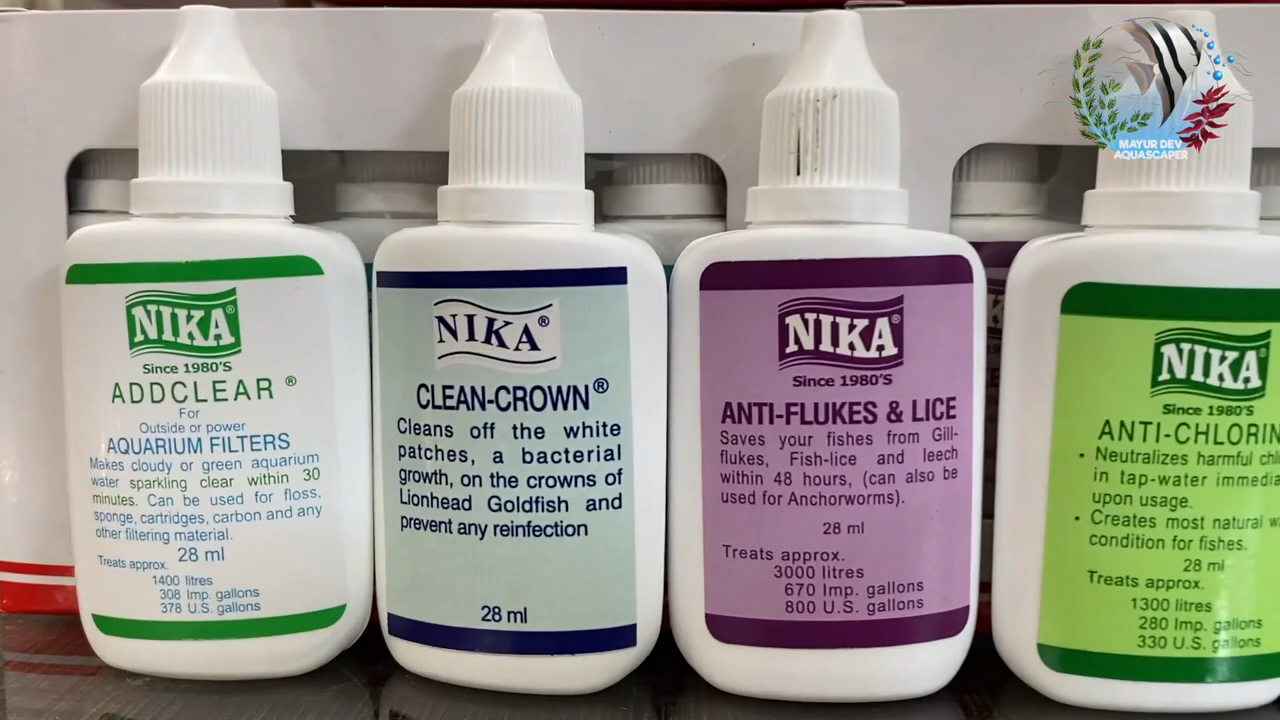 MAYUR DEV
AQUASCAPER
NIKA®
Since 1980'S
ADDCLEAR ®
For
Outside or power
AQUARIUM FILTERS
Makes cloudy or green aquarium
water sparkling clear within 30
minutes. Can be used for floss,
sponge, cartridges, carbon and any
other filtering material.
28 ml
Treats approx.
1400 litres
308 Imp. gallons
378 U.S. gallons
NIKA®
CLEAN-CROWN®
Cleans off the white
patches, a bacterial
growth, on the crowns of
Lionhead Goldfish and
prevent any reinfection
28 ml
NIKA®
Since 1980'S
ANTI-FLUKES & LICE
Saves your fishes from Gill-
flukes, Fish-lice and leech
within 48 hours, (can also be
used for Anchorworms).
28 ml
Treats approx.
3000 litres
670 Imp. gallons
800 U.S. gallons
NIKA®
Since 1980'S
ANTI-CHLORIN
• Neutralizes harmful
in tap-water
upon usage.
• Creates most natural
condition for fishes.
28 ml
Treats approx.
1300 litres
280 Imp. gallons
330 U.S. gallons